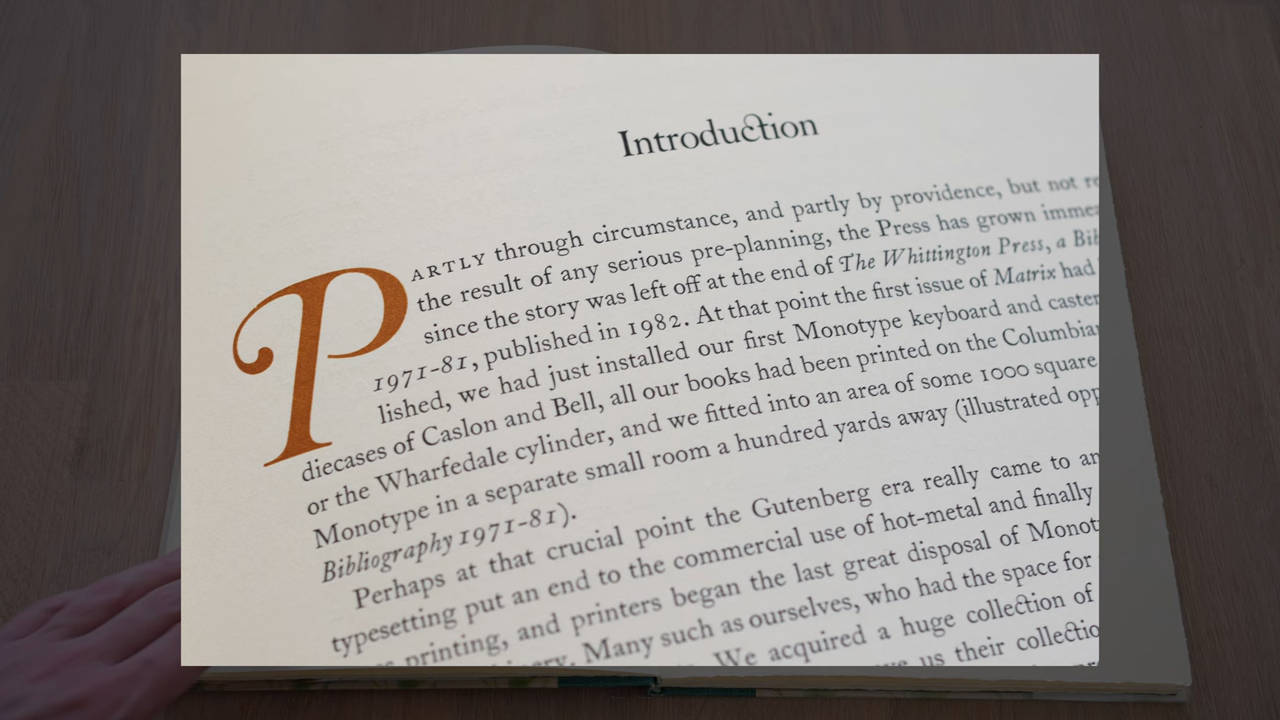 Introduction
PARTLY through circumstance, and partly by providence, but not
the result of any serious pre-planning, the Press has grown
since the story was left off at the end of The Whittington Press, a
1971-81, published in 1982. At that point the first issue of Matrix had
lished, we had just installed our first Monotype keyboard and caster
diecases of Caslon and Bell, all our books had been printed on the
or the Wharfedale cylinder, and we fitted into an area of some 1000 square
Monotype in a separate small room a hundred yards away (illustrated
Bibliography 1971-81).
Perhaps at that crucial point the Gutenberg era really came to
typesetting put an end to the commercial use of hot-metal and finally
printing, and printers began the last great disposal of
Many such as ourselves, who had the space for
We acquired a huge collection of
us their